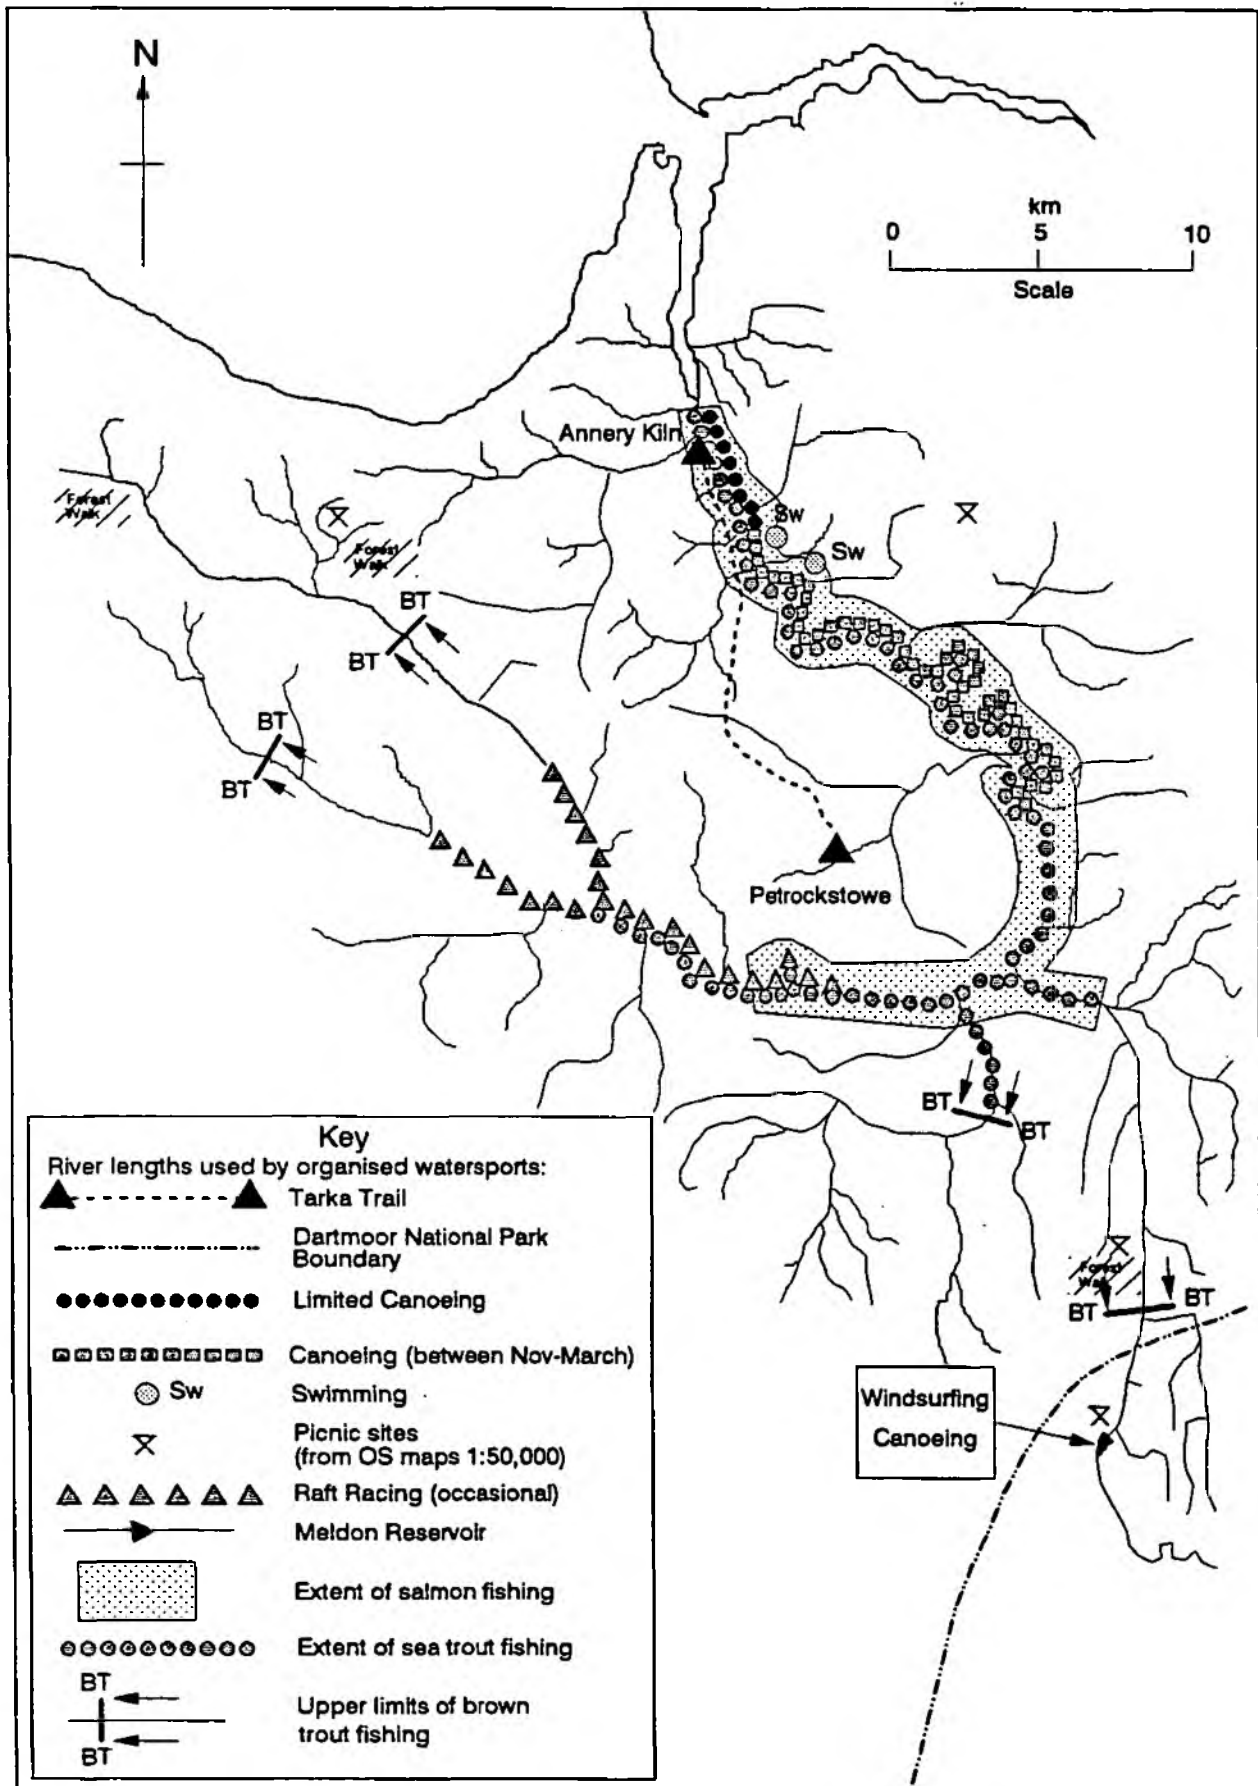 N
km
0 5 10
Scale
Annery Kiln
Forest
Walk
Forest
Walk
Sw
Sw
BT
BT
BT
BT
Petrockstowe
BT
BT
Forest
Walk
BT
BT
Windsurfing
Canoeing
Key
River lengths used by organised watersports:
Tarka Trail
Dartmoor National Park
Boundary
Limited Canoeing
Canoeing (between Nov-March)
Sw Swimming
Picnic sites
(from OS maps 1:50,000)
Raft Racing (occasional)
Meldon Reservoir
Extent of salmon fishing
Extent of sea trout fishing
BT
Upper limits of brown
trout fishing
BT